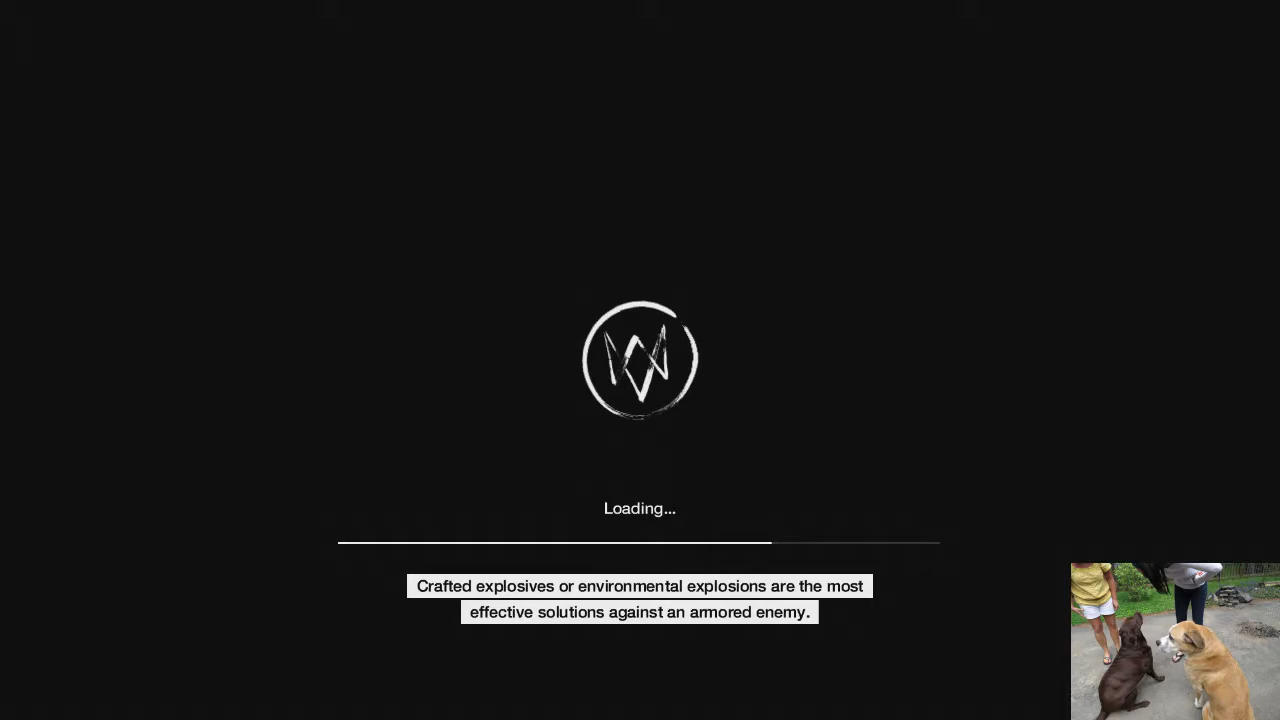 Loading...
Crafted explosives or environmental explosions are the most
effective solutions against an armored enemy.